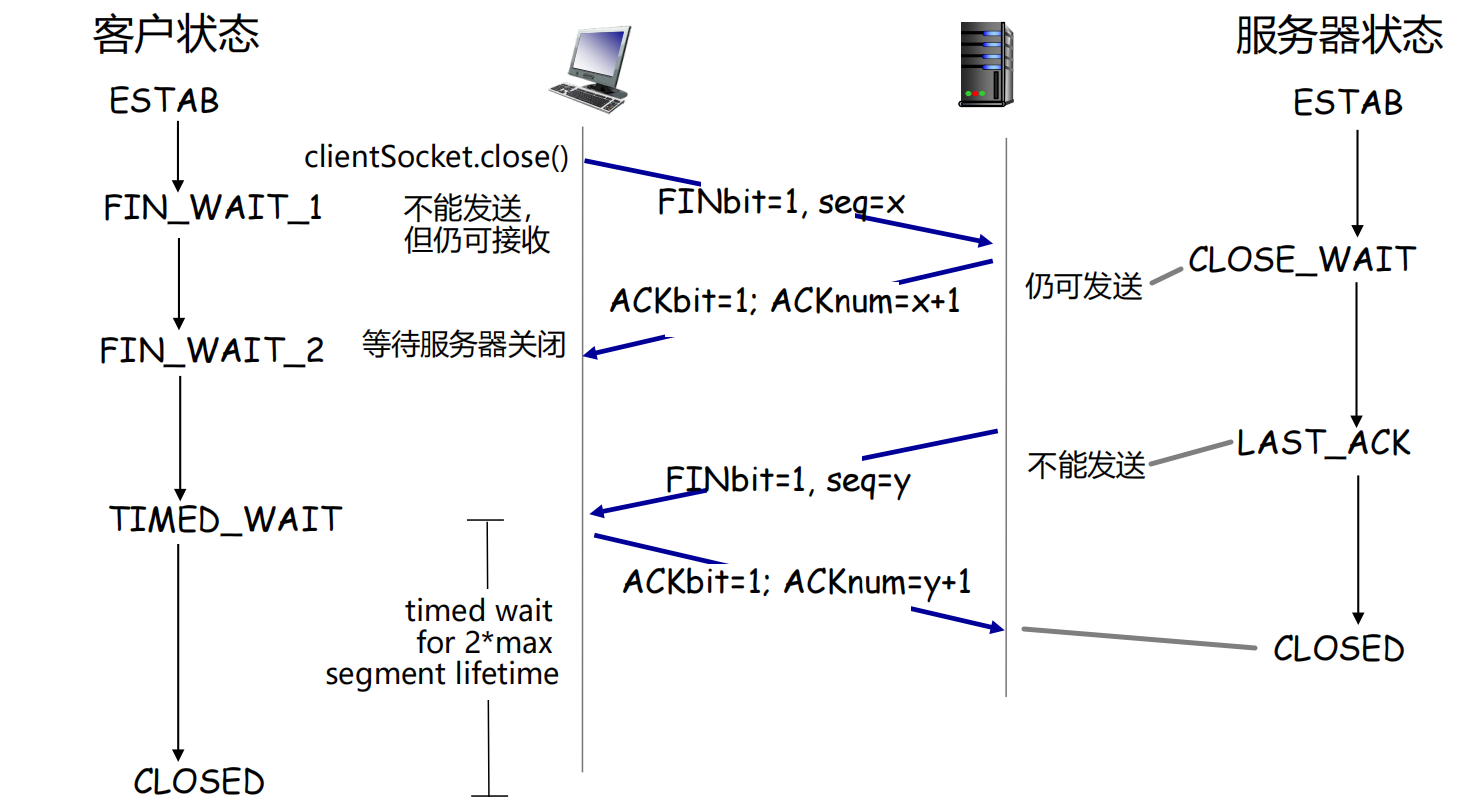 客户状态
服务器状态
ESTAB
ESTAB
clientSocket.close()
FIN_WAIT_1
不能发送，
但仍可接收
FINbit=1, seq=x
CLOSE_WAIT
仍可发送
ACKbit=1; ACKnum=x+1
FIN_WAIT_2
等待服务器关闭
LAST_ACK
不能发送
FINbit=1, seq=y
TIMED_WAIT
ACKbit=1; ACKnum=y+1
timed wait
for 2*max
segment lifetime
CLOSED
CLOSED